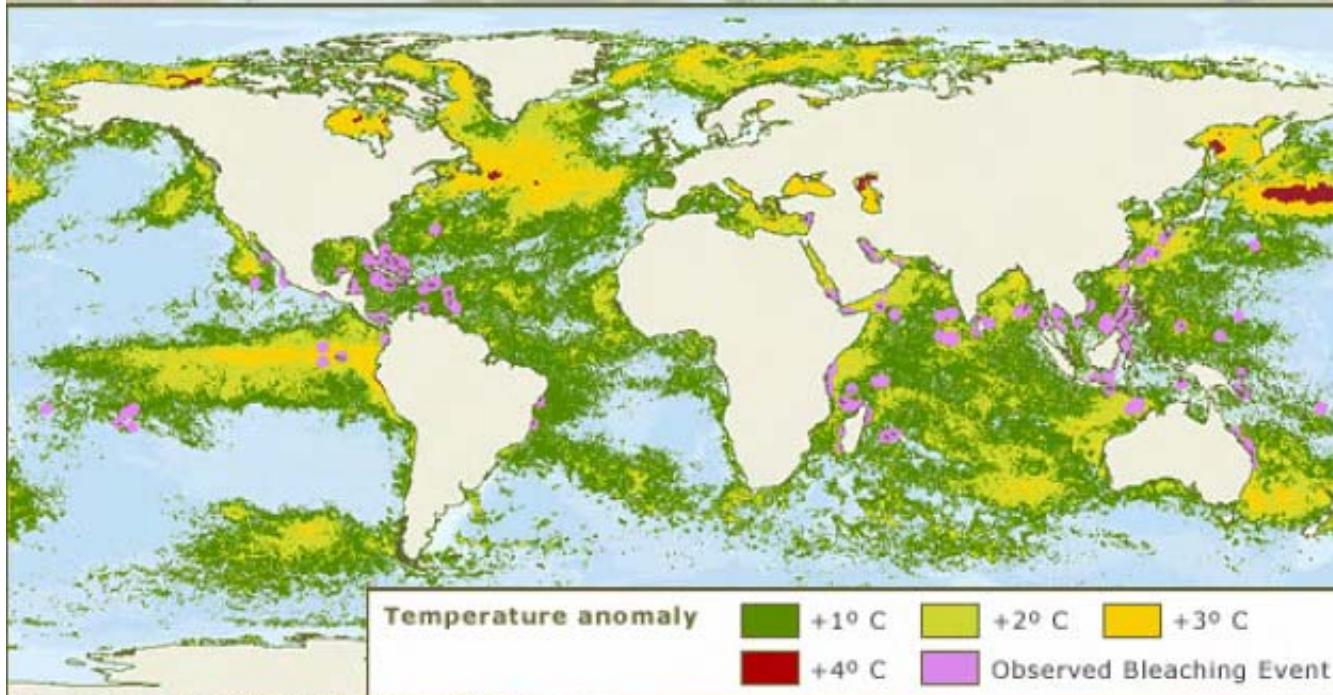 Temperature anomaly
+1º C
+2º C
+3º C
+4º C
Observed Bleaching Event